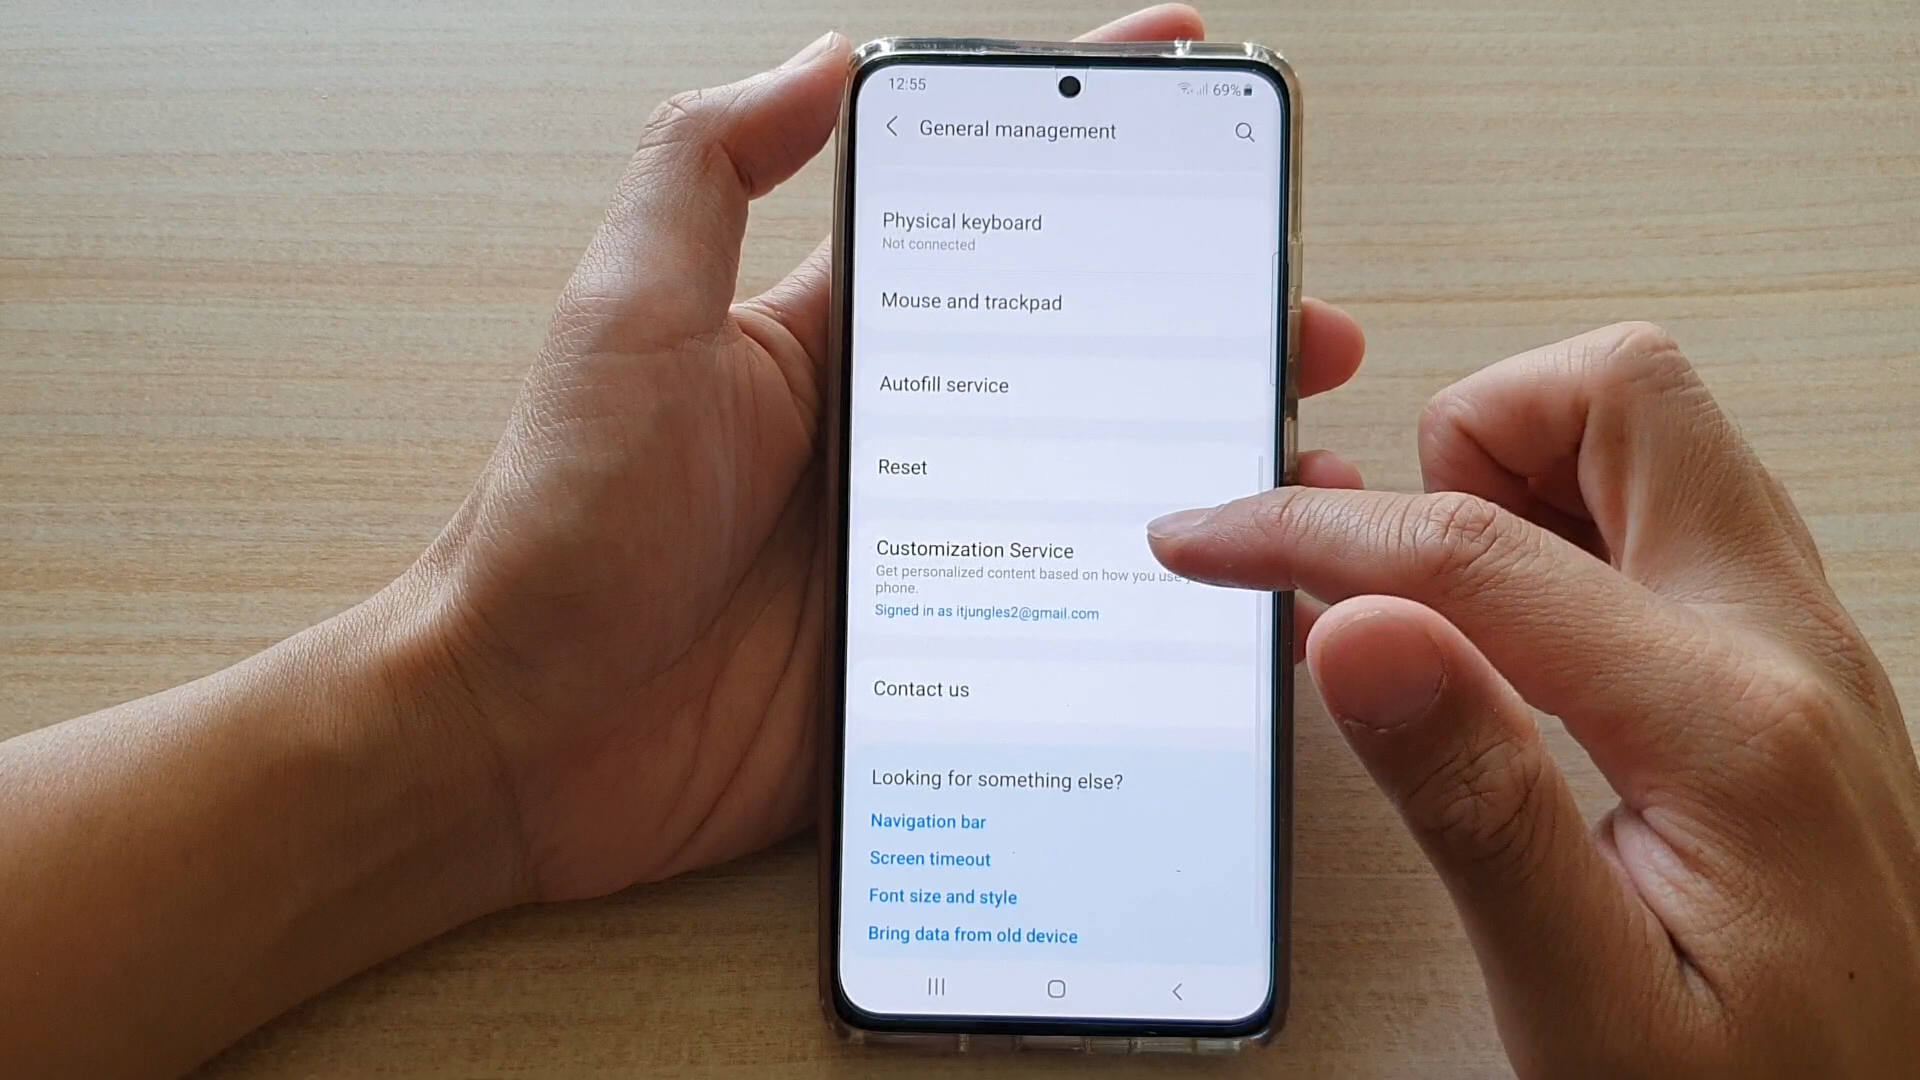 12:55
69%
General management
Physical keyboard
Not connected
Mouse and trackpad
Autofill service
Reset
Customization Service
Get personalized content based on how you use
phone.
Signed in as itjungles2@gmail.com
Contact us
Looking for something else?
Navigation bar
Screen timeout
Font size and style
Bring data from old device